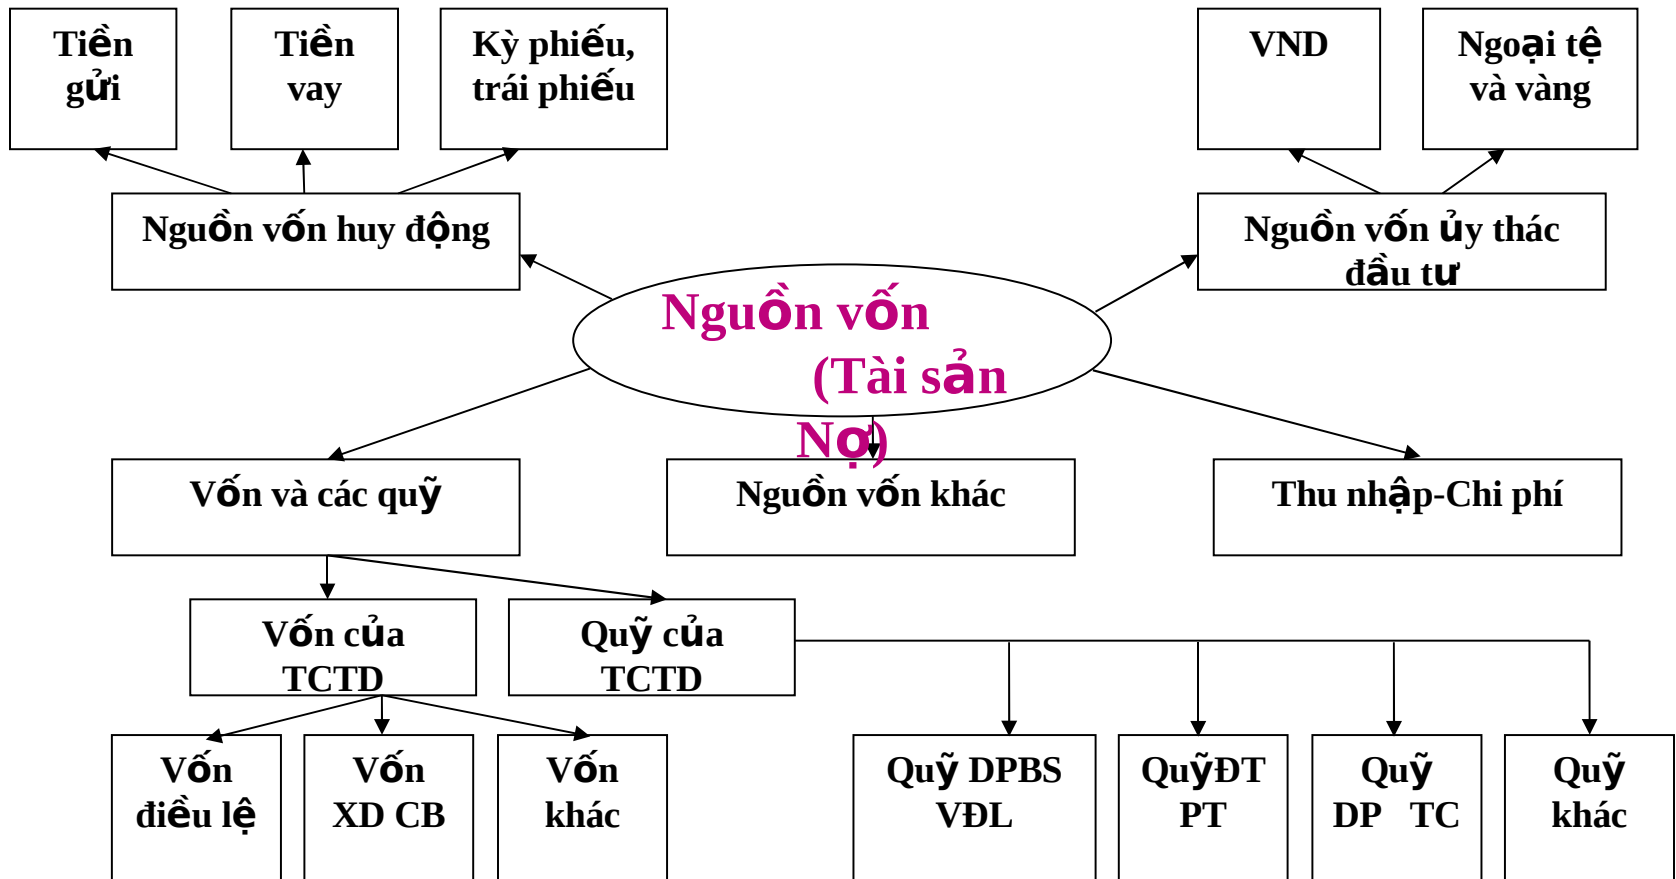 Tiền
gửi
Tiền
vay
Kỳ phiếu,
trái phiếu
VND
Ngoại tệ
và vàng
Nguồn vốn huy động
Nguồn vốn ủy thác
đầu tư
Nguồn vốn
(Tài sản
Nợ)
Vốn và các quỹ
Nguồn vốn khác
Thu nhập-Chi phí
Vốn của
TCTD
Quỹ của
TCTD
Vốn
điều lệ
Vốn
XD CB
Vốn
khác
Quỹ DPBS
VĐL
QuỹĐT
PT
Quỹ
DP TC
Quỹ
khác